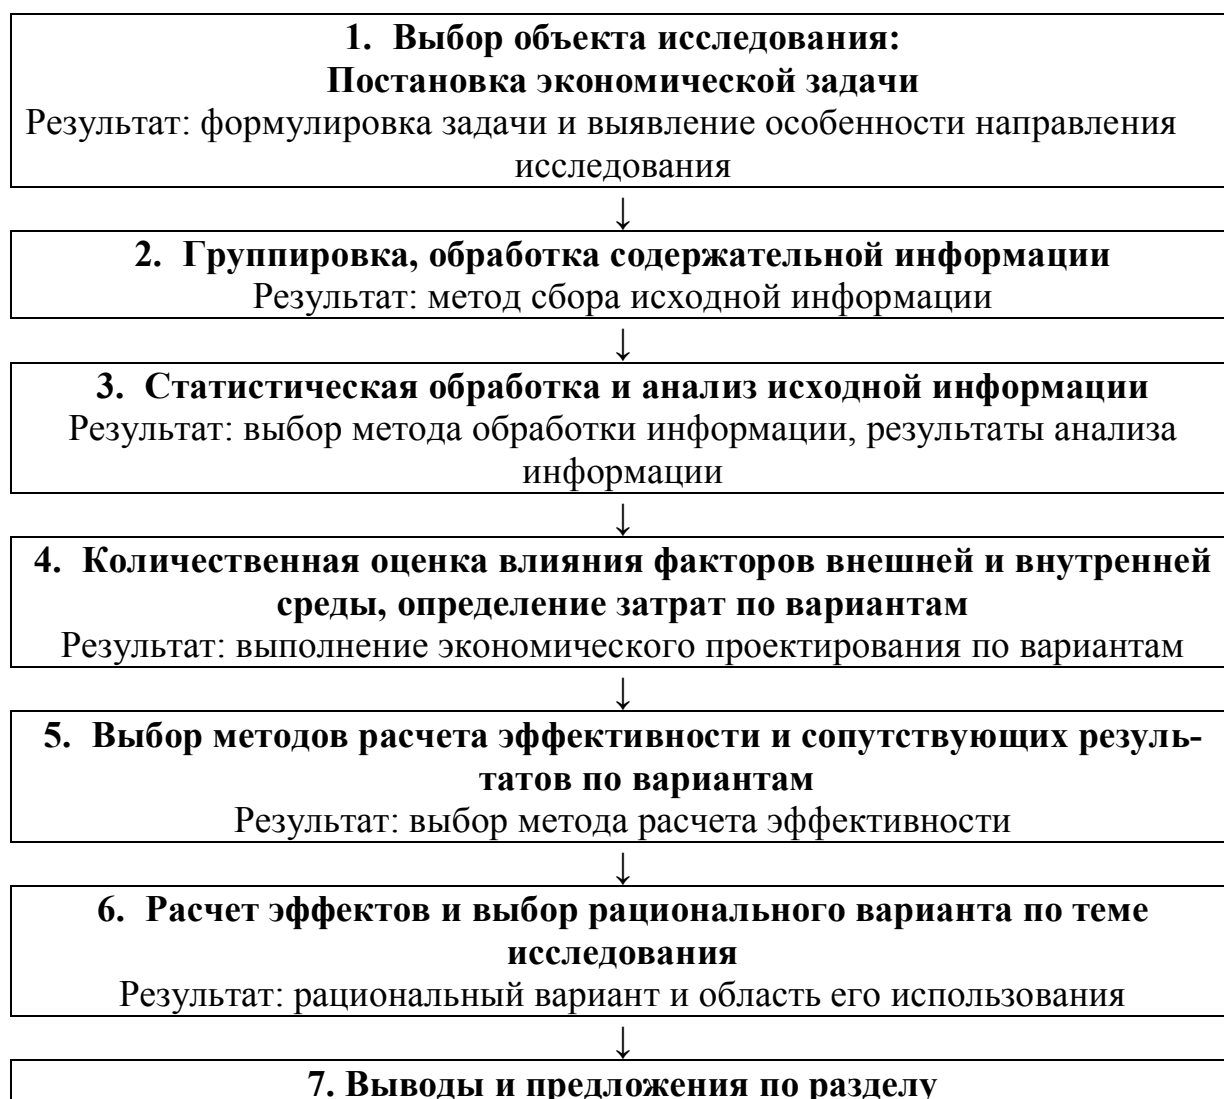 1. Выбор объекта исследования:
Постановка экономической задачи
Результат: формулировка задачи и выявление особенности направления
исследования
↓
2. Группировка, обработка содержательной информации
Результат: метод сбора исходной информации
↓
3. Статистическая обработка и анализ исходной информации
Результат: выбор метода обработки информации, результаты анализа
информации
↓
4. Количественная оценка влияния факторов внешней и внутренней
среды, определение затрат по вариантам
Результат: выполнение экономического проектирования по вариантам
↓
5. Выбор методов расчета эффективности и сопутствующих резуль-
татов по вариантам
Результат: выбор метода расчета эффективности
↓
6. Расчет эффектов и выбор рационального варианта по теме
исследования
Результат: рациональный вариант и область его использования
↓
7. Выводы и предложения по разделу